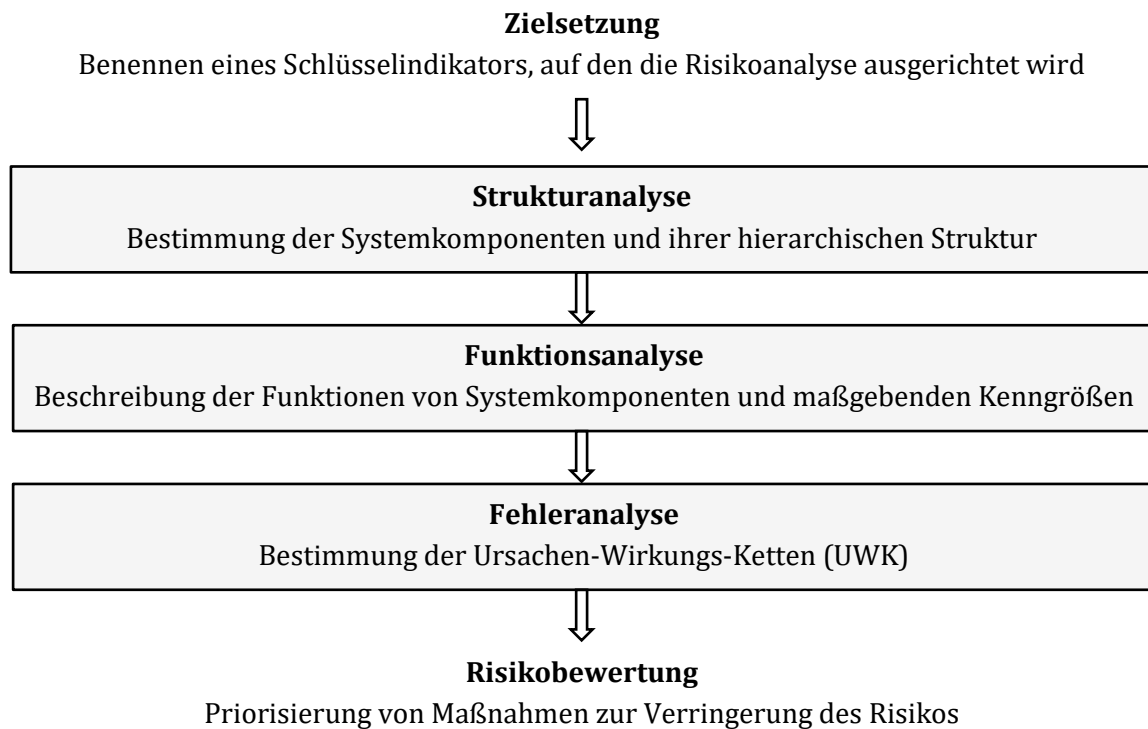 Zielsetzung
Benennen eines Schlüsselindikators, auf den die Risikoanalyse ausgerichtet wird
Strukturanalyse
Bestimmung der Systemkomponenten und ihrer hierarchischen Struktur
Funktionsanalyse
Beschreibung der Funktionen von Systemkomponenten und maßgebenden Kenngrößen
Fehleranalyse
Bestimmung der Ursachen-Wirkungs-Ketten (UWK)
Risikobewertung
Priorisierung von Maßnahmen zur Verringerung des Risikos